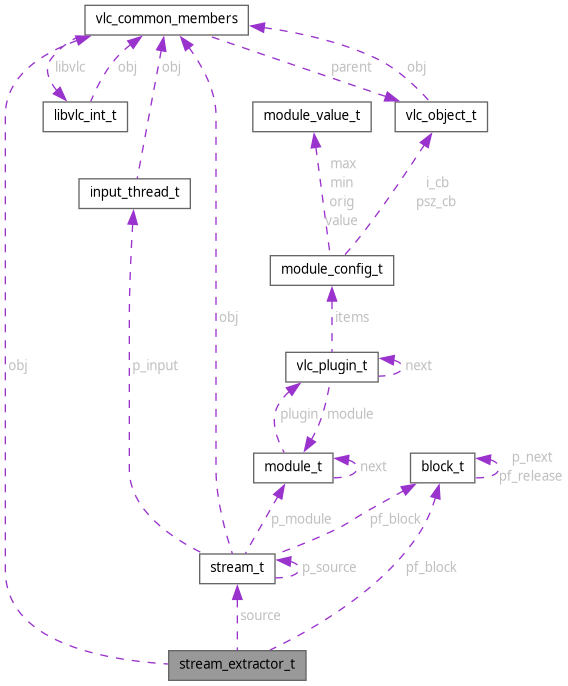 vlc_common_members
libvlc
obj
obj
parent
obj
libvlc_int_t
module_value_t
vlc_object_t
input_thread_t
max
min
orig
value
i_cb
psz_cb
module_config_t
items
obj
obj
p_input
vlc_plugin_t
next
plugin
module
module_t
next
block_t
p_next
pf_release
p_module
pf_block
stream_t
p_source
pf_block
source
stream_extractor_t